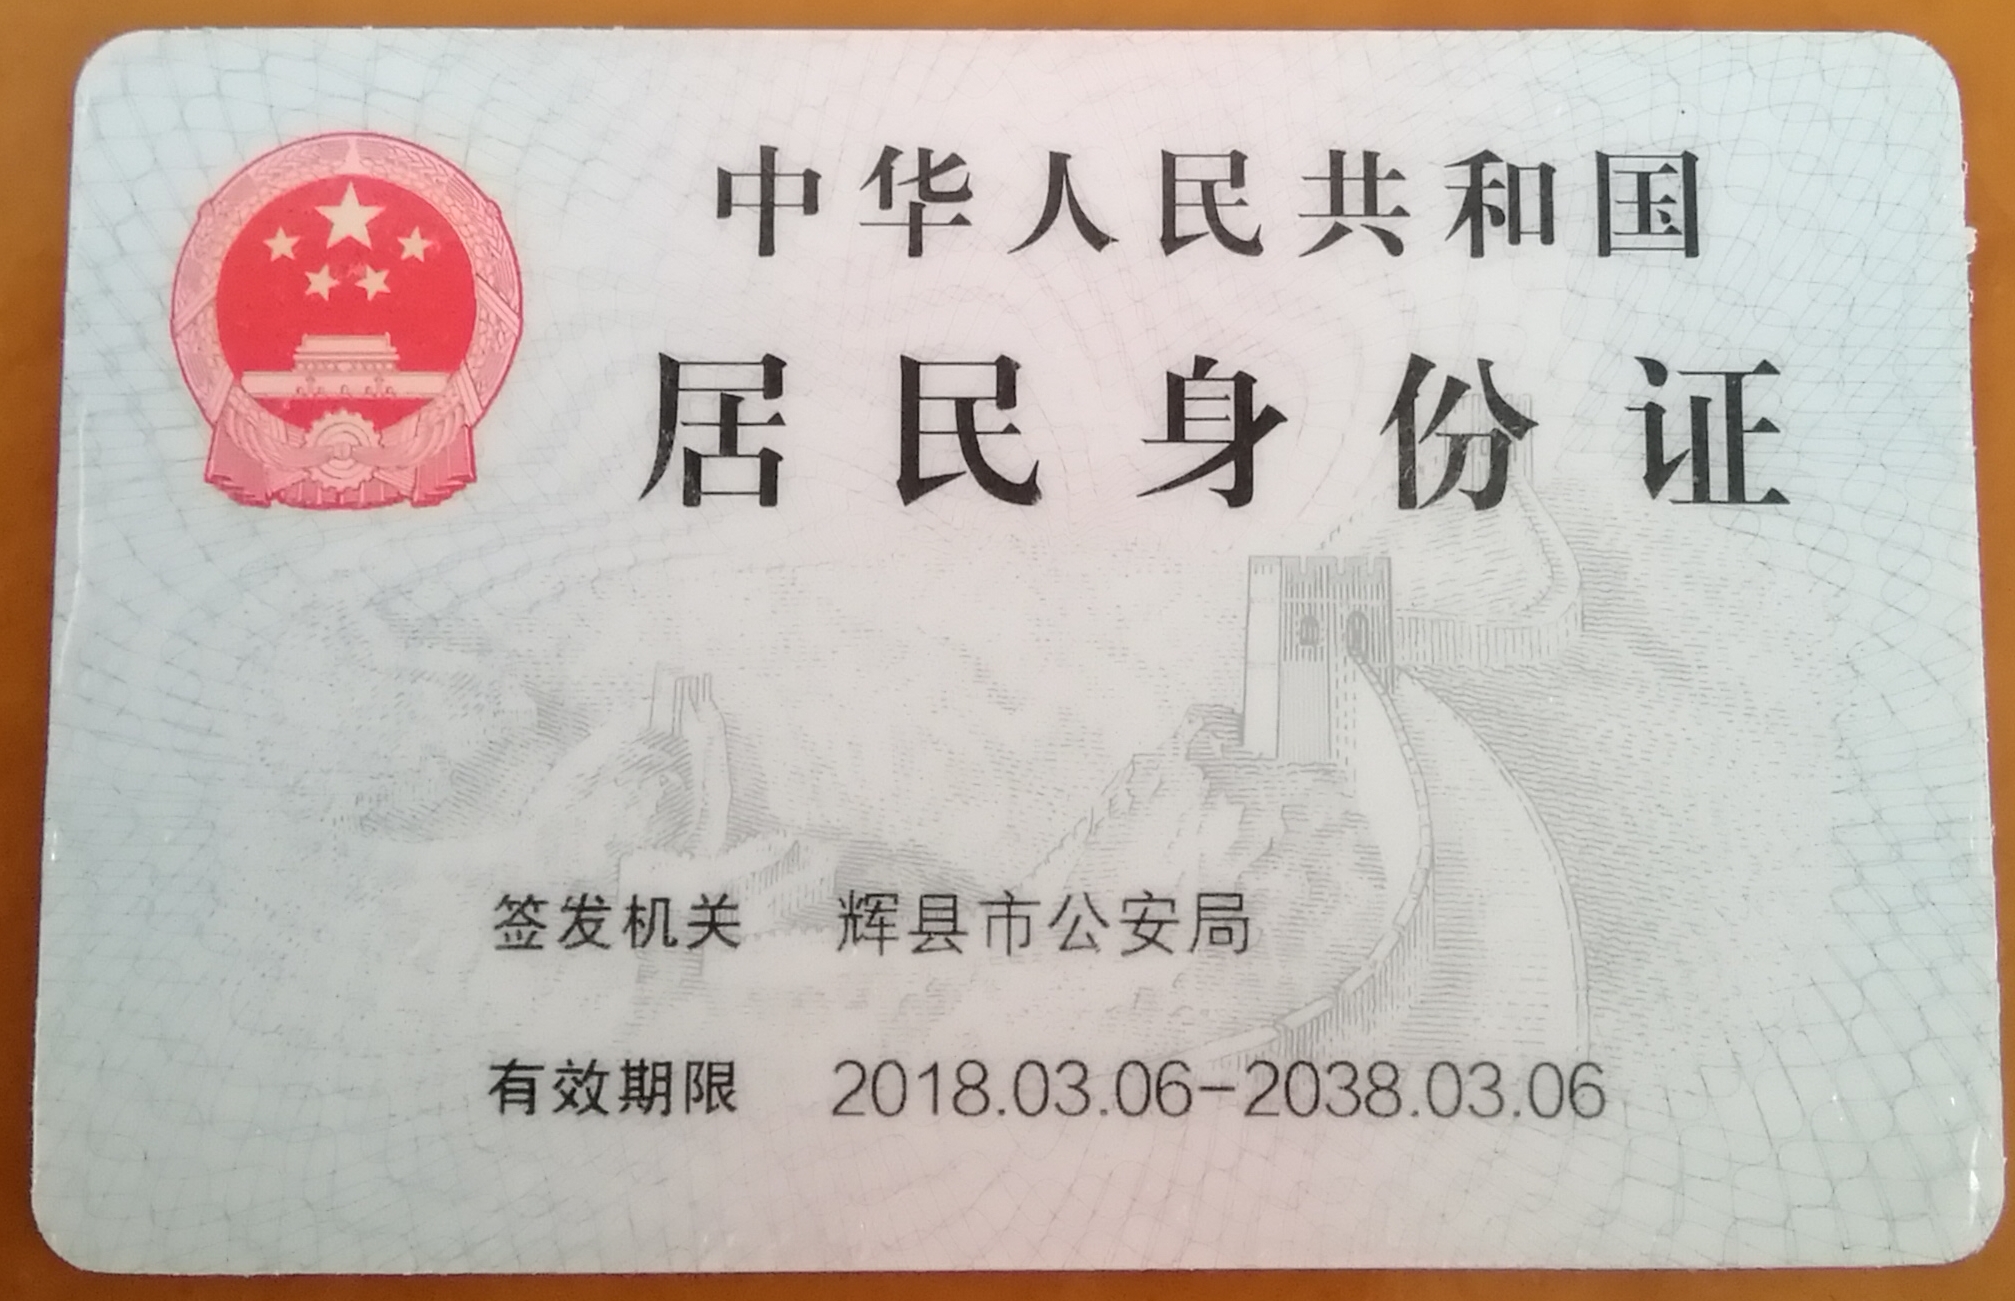 中华人民共和国
居民身份证
签发机关 辉县市公安局
有效期限 2018.03.06-2038.03.06